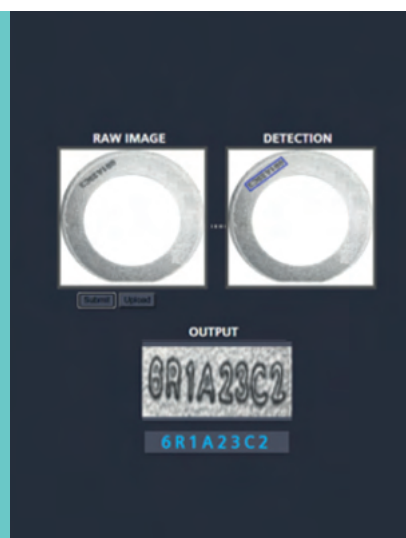 RAW IMAGE DETECTION
Submit Upload
OUTPUT
6R1A23C2
6R1A23C2